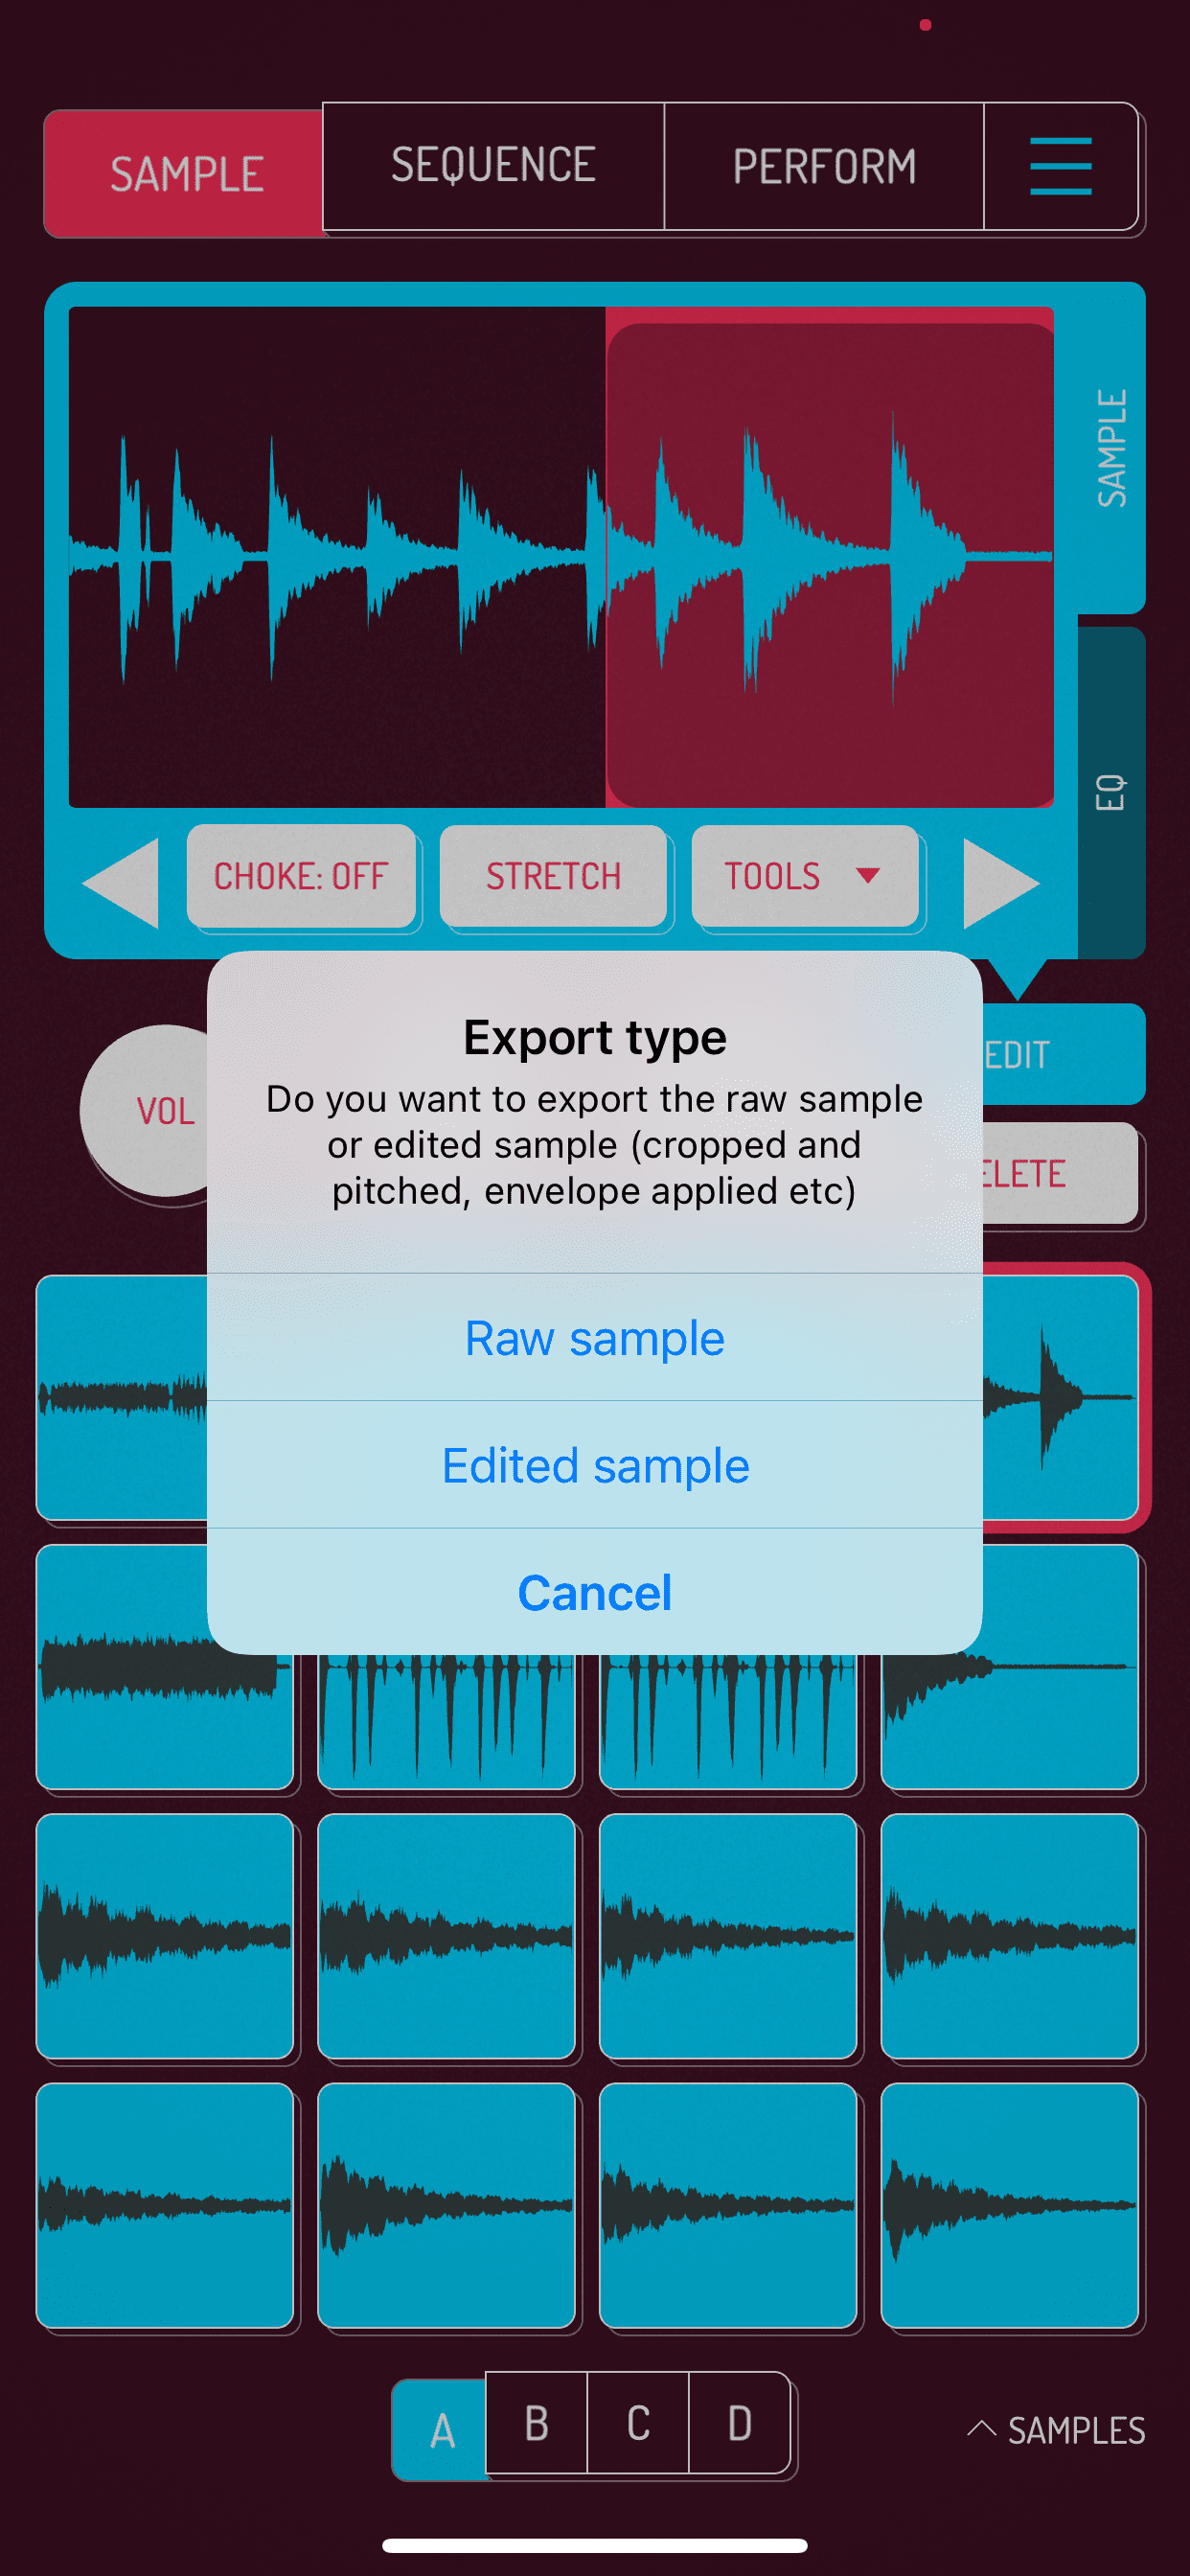 SAMPLE
SEQUENCE
PERFORM
SAMPLE
EQ
CHOKE: OFF
STRETCH
TOOLS
Export type
Do you want to export the raw sample
or edited sample (cropped and
pitched, envelope applied etc)
VOL
EDIT
ELETE
Raw sample
Edited sample
Cancel
A
B
C
D
SAMPLES